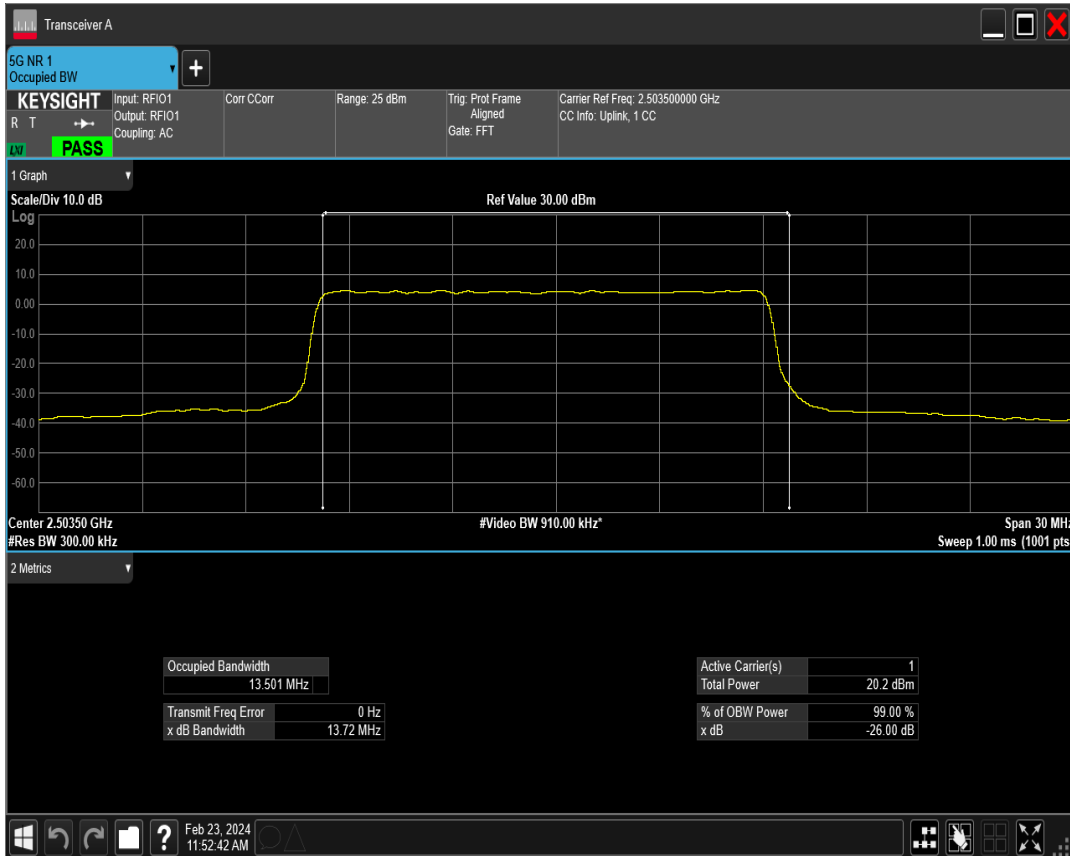 Transceiver A
5G NR 1
Occupied BW
KEYSIGHT
R T
LXI
PASS
Input: RFIO1
Output: RFIO1
Coupling: AC
Corr CCorr
Range: 25 dBm
Trig: Prot Frame
Aligned
Gate: FFT
Carrier Ref Freq: 2.503500000 GHz
CC Info: Uplink, 1 CC
1 Graph
Scale/Div 10.0 dB
Ref Value 30.00 dBm
Log
20.0
10.0
0.00
-10.0
-20.0
-30.0
-40.0
-50.0
-60.0
Center 2.50350 GHz
#Video BW 910.00 kHz*
Span 30 MHz
#Res BW 300.00 kHz
Sweep 1.00 ms (1001 pts
2 Metrics
Occupied Bandwidth
13.501 MHz
Transmit Freq Error 0 Hz
x dB Bandwidth 13.72 MHz
Active Carrier(s) 1
Total Power 20.2 dBm
% of OBW Power 99.00 %
x dB -26.00 dB
?
Feb 23, 2024
11:52:42 AM